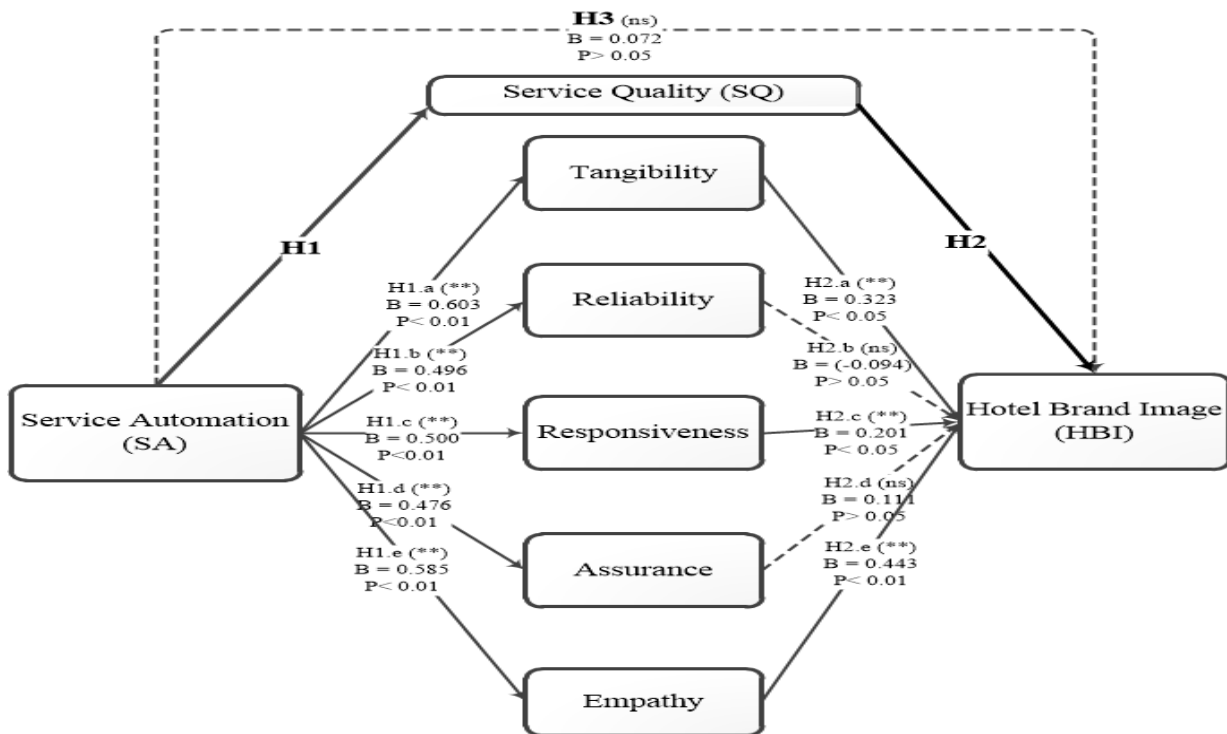 H3 (ns)
B = 0.072
P> 0.05
Service Quality (SQ)
Tangibility
H1
H2
H1.a (**)
B = 0.603
P< 0.01
Reliability
H2.a (**)
B = 0.323
P< 0.05
H1.b (**)
B = 0.496
P< 0.01
H2.b (ns)
B = (-0.094)
P> 0.05
Service Automation
(SA)
H1.c (**)
B = 0.500
P<0.01
Responsiveness
H2.c (**)
B = 0.201
P< 0.05
Hotel Brand Image
(HBI)
H1.d (**)
B = 0.476
P<0.01
H2.d (ns)
B = 0.111
P> 0.05
H1.e (**)
B = 0.585
P< 0.01
Assurance
H2.e (**)
B = 0.443
P< 0.01
Empathy